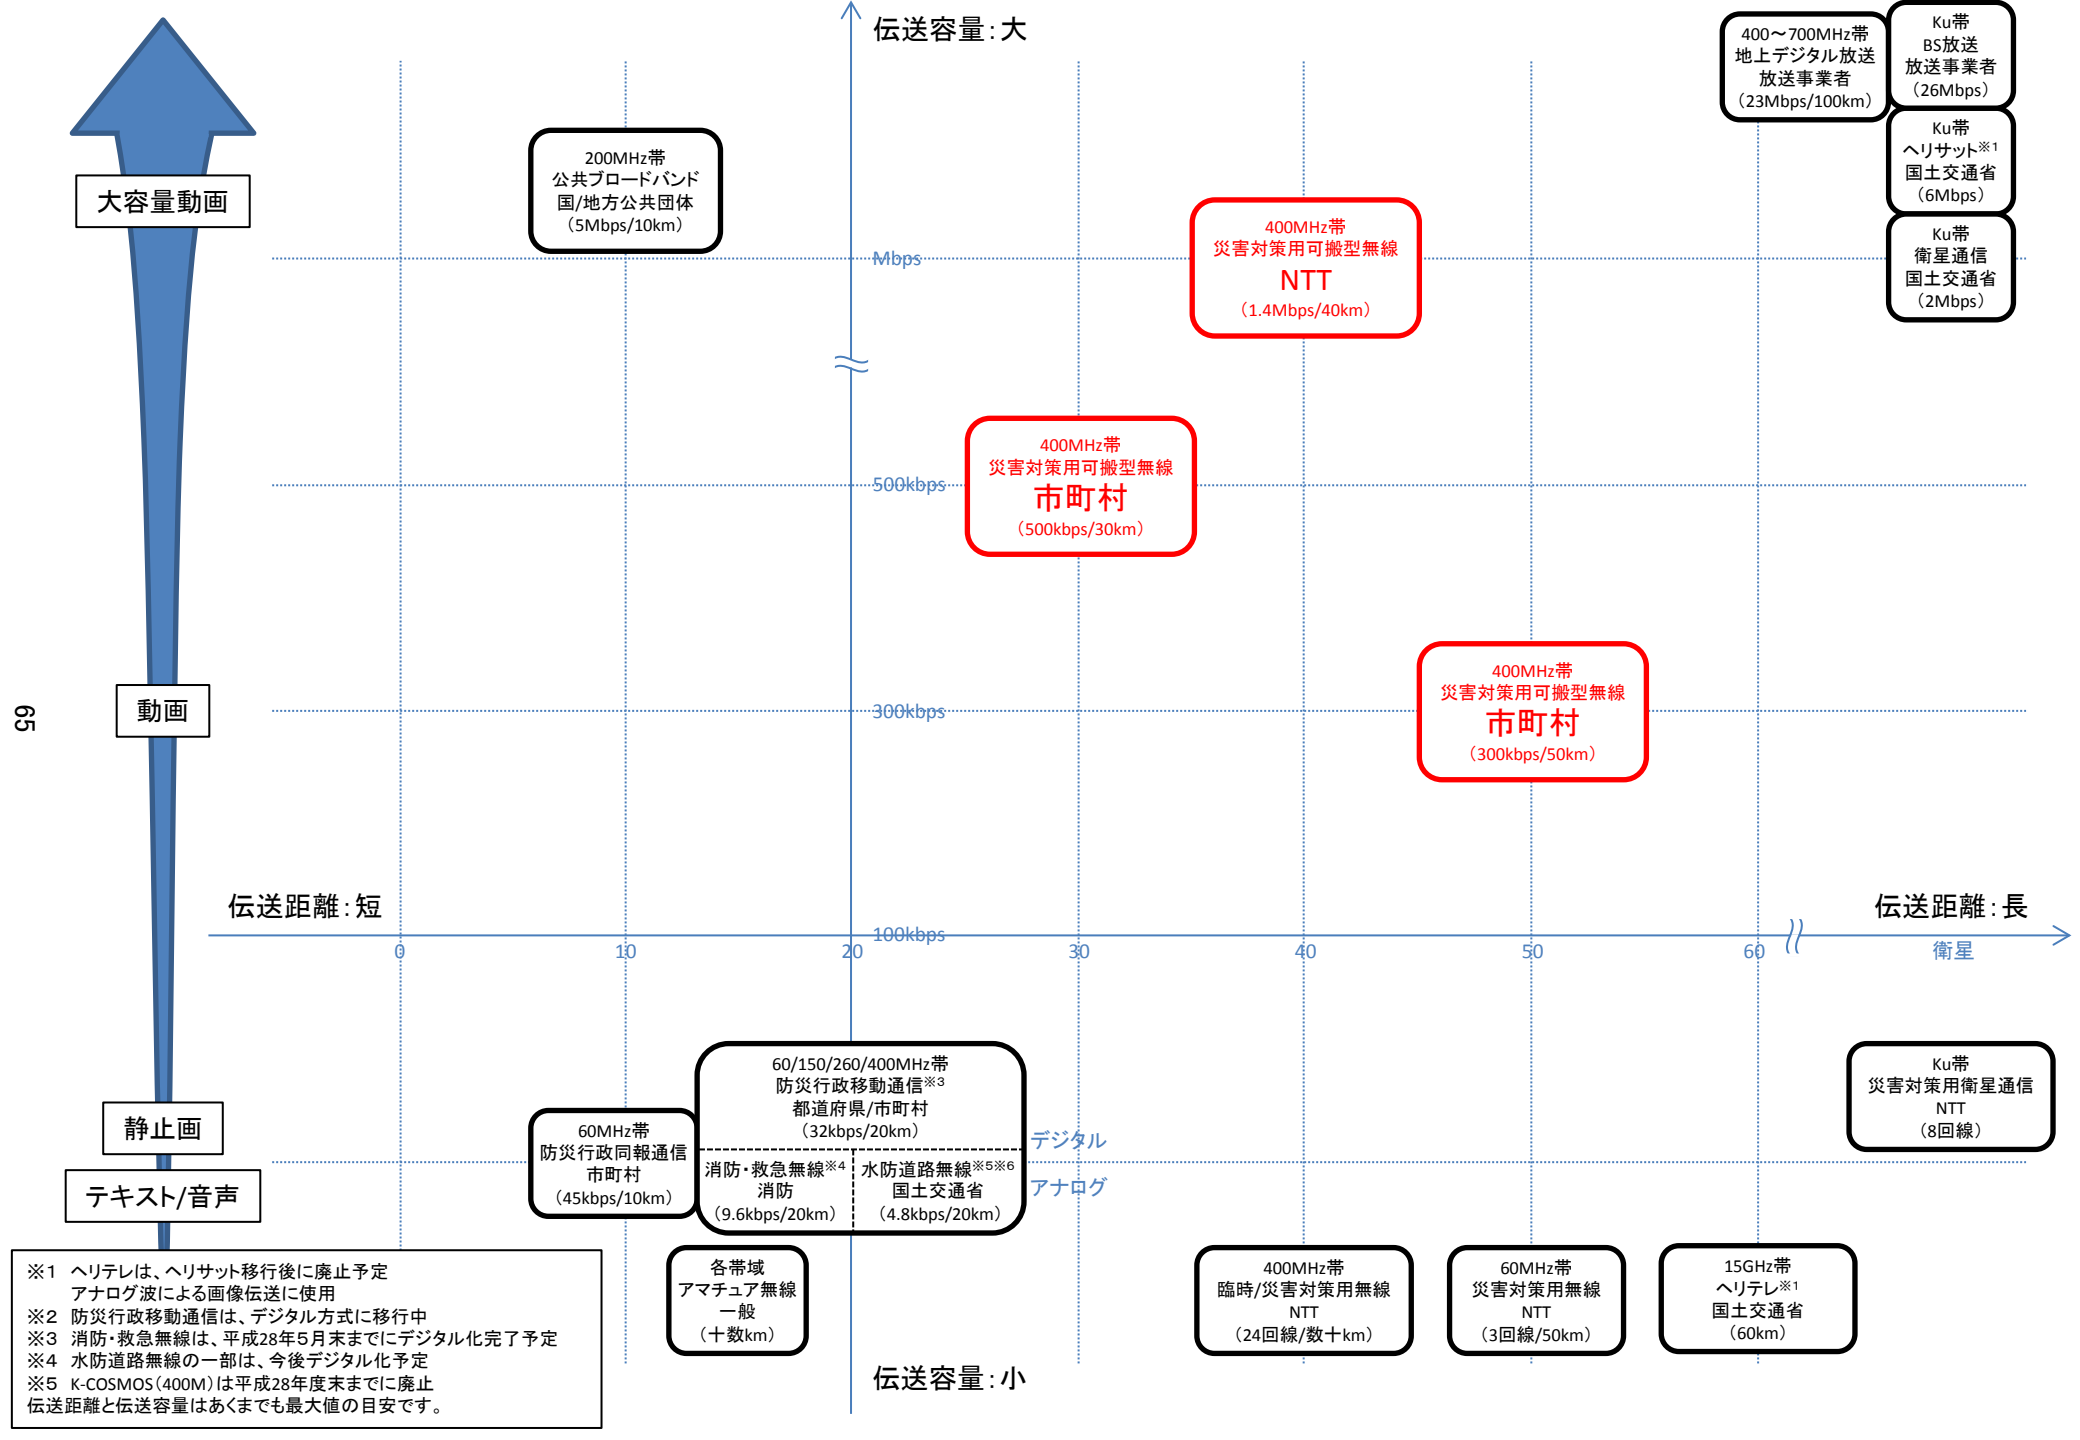 伝送容量：大
400～700MHz帯
地上デジタル放送
放送事業者
（23Mbps/100km）
Ku帯
BS放送
放送事業者
（26Mbps）
Ku帯
ヘリサット※1
国土交通省
（6Mbps）
Ku帯
衛星通信
国土交通省
（2Mbps）
200MHz帯
公共ブロードバンド
国/地方公共団体
（5Mbps/10km）
大容量動画
400MHz帯
災害対策用可搬型無線
NTT
（1.4Mbps/40km）
Mbps
400MHz帯
災害対策用可搬型無線
市町村
（500kbps/30km）
500kbps
400MHz帯
災害対策用可搬型無線
市町村
（300kbps/50km）
300kbps
動画
65
伝送距離：短
伝送距離：長
100kbps
0
10
20
30
40
50
60
衛星
60/150/260/400MHz帯
防災行政移動通信※3
都道府県/市町村
（32kbps/20km）
消防・救急無線※4
消防
（9.6kbps/20km）
水防道路無線※5※6
国土交通省
（4.8kbps/20km）
60MHz帯
防災行政同報通信
市町村
（45kbps/10km）
デジタル
アナログ
Ku帯
災害対策用衛星通信
NTT
（8回線）
静止画
テキスト/音声
各帯域
アマチュア無線
一般
（十数km）
400MHz帯
臨時/災害対策用無線
NTT
（24回線/数十km）
60MHz帯
災害対策用無線
NTT
（3回線/50km）
15GHz帯
ヘリテレ※1
国土交通省
（60km）
伝送容量：小
※1 ヘリテレは、ヘリサット移行後に廃止予定
アナログ波による画像伝送に使用
※2 防災行政移動通信は、デジタル方式に移行中
※3 消防・救急無線は、平成28年5月末までにデジタル化完了予定
※4 水防道路無線の一部は、今後デジタル化予定
※5 K-COSMOS（400M）は平成28年度末までに廃止
伝送距離と伝送容量はあくまでも最大値の目安です。